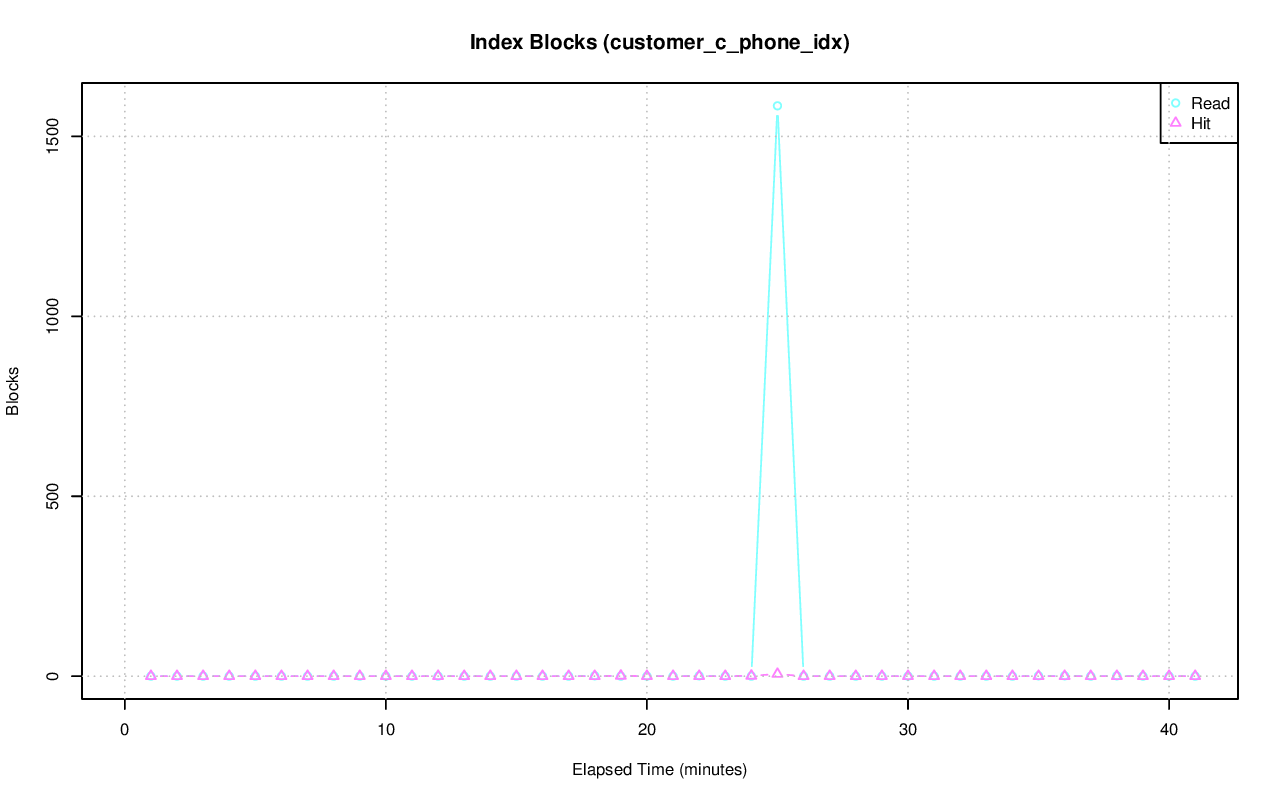 Index Blocks (customer_c_phone_idx)
Read
Hit
1500
1000
500
0
Blocks
0 10 20 30 40
Elapsed Time (minutes)